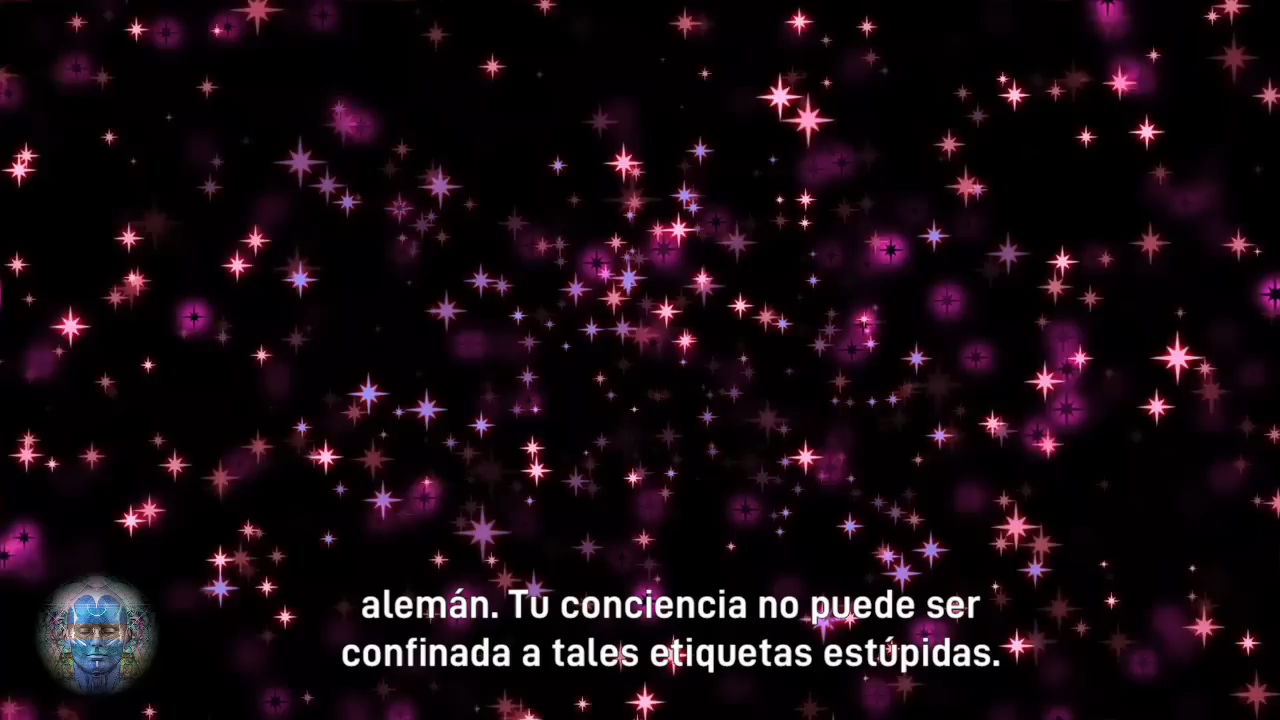 alemán. Tu conciencia no puede ser
confinada a tales etiquetas estúpidas.